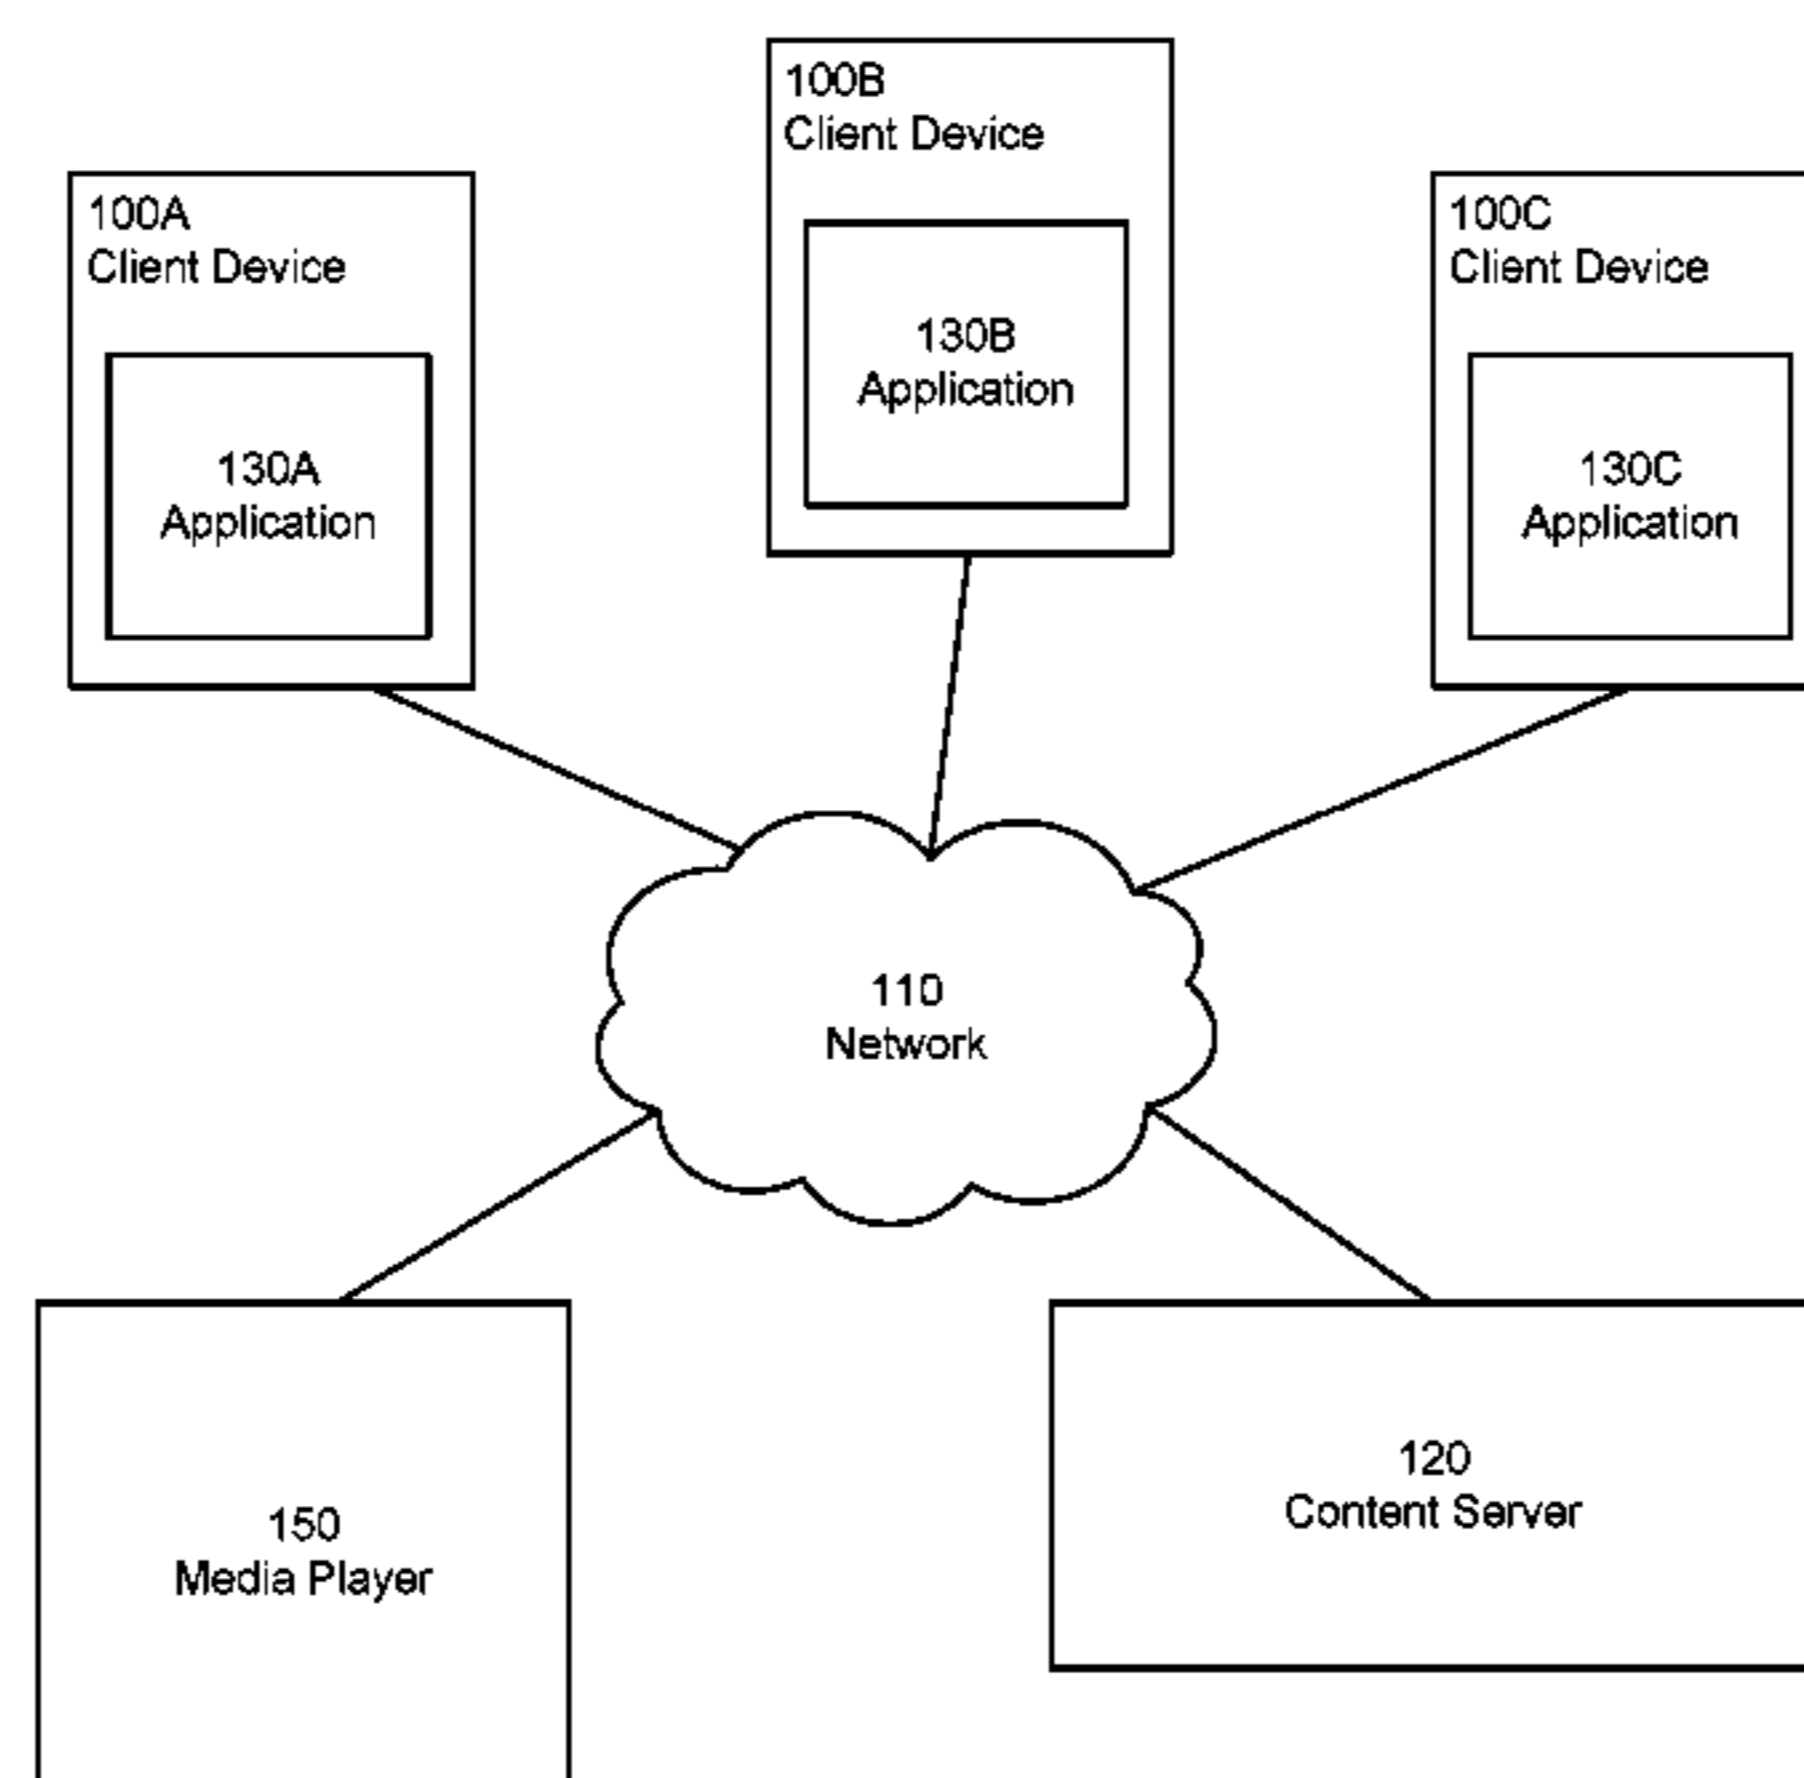 100B
Client Device
100A
Client Device
100C
Client Device
130B
Application
130A
Application
130C
Application
110
Network
120
Content Server
150
Media Player